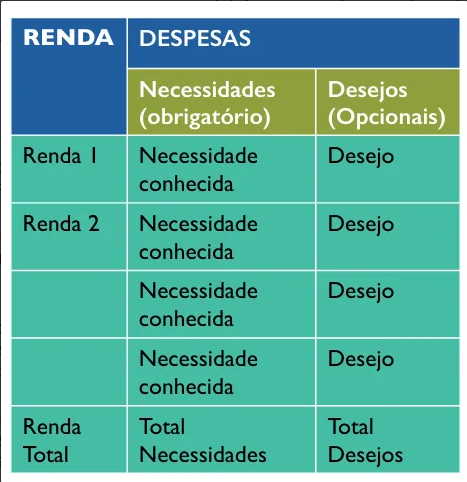 RENDA DESPESAS
Necessidades Desejos
(obrigatório) (Opcionais)
Renda 1 Necessidade Desejo
conhecida
Renda 2 Necessidade Desejo
conhecida
Necessidade Desejo
conhecida
Necessidade Desejo
conhecida
Renda Total Total
Total Necessidades Desejos